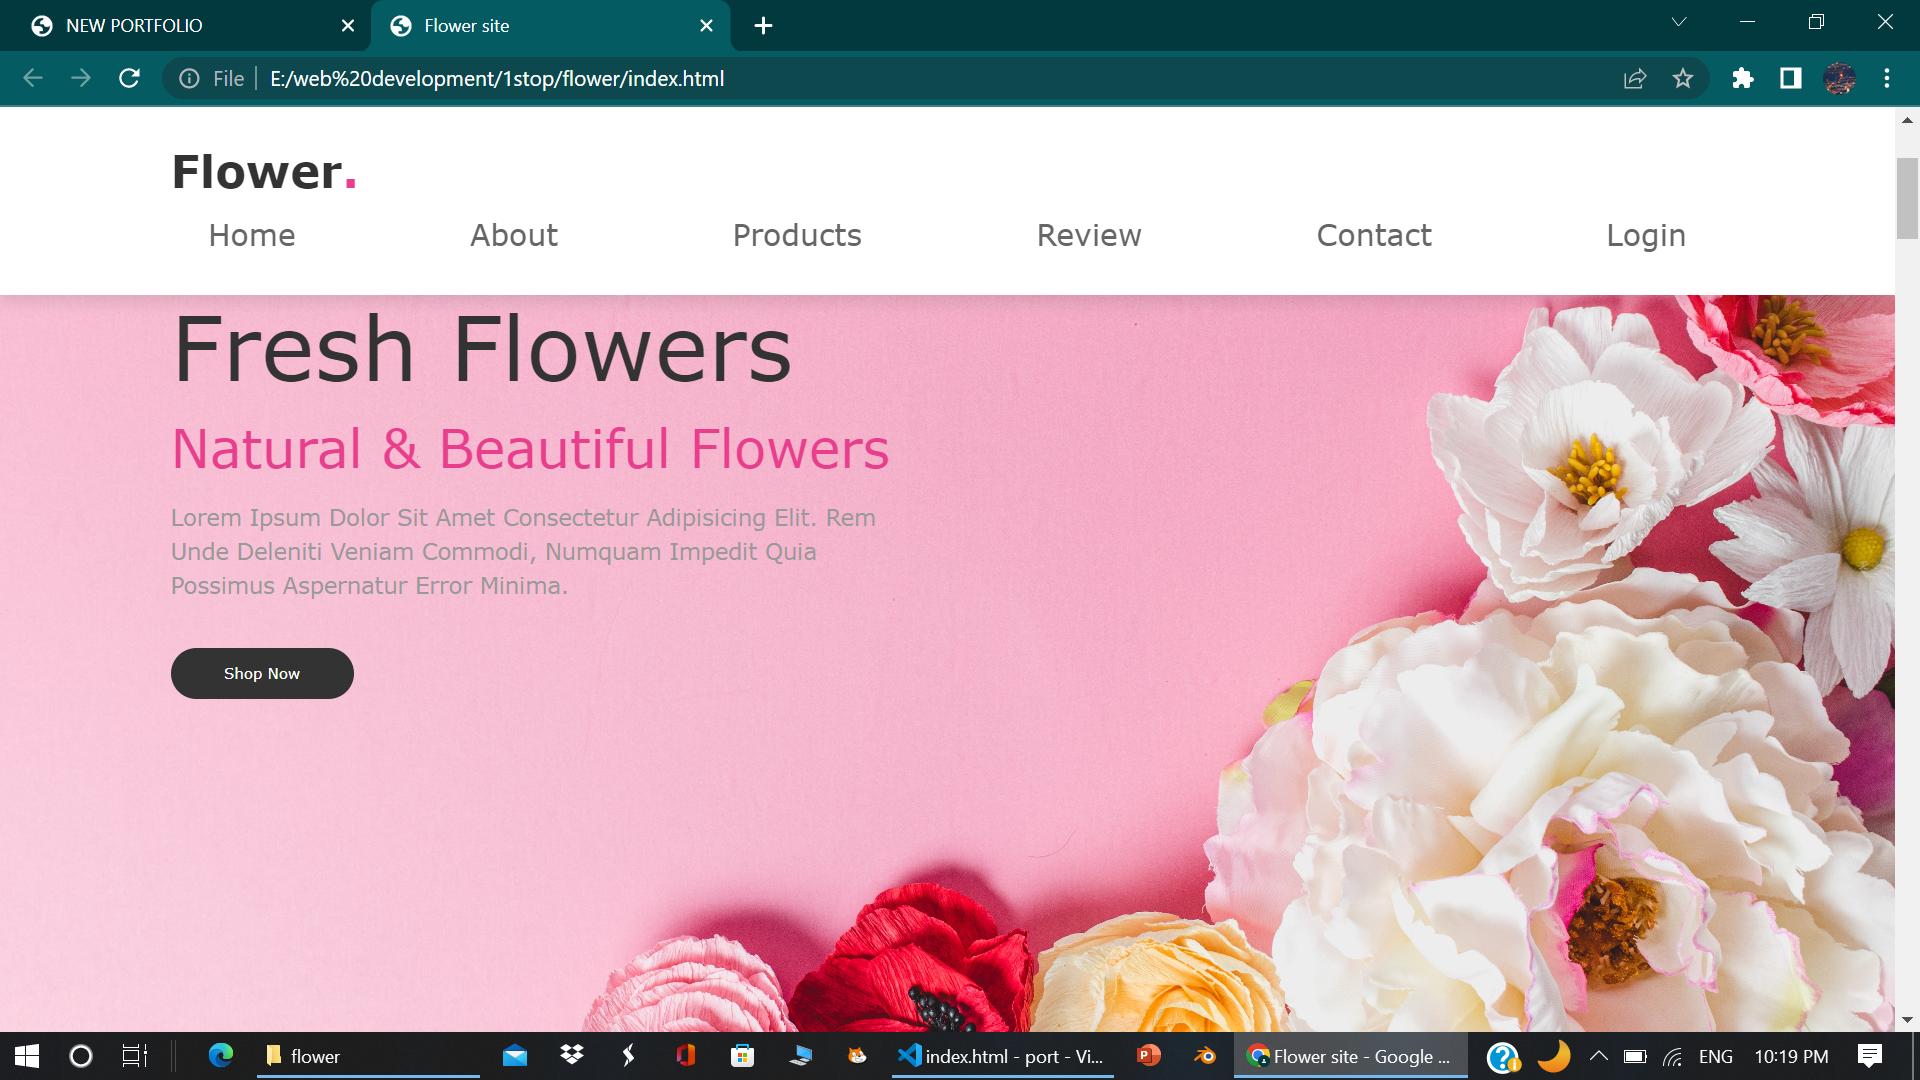 NEW PORTFOLIO
Flower site
File
E:/web%20development/1stop/flower/index.html
Flower.
Home About Products Review Contact Login
Fresh Flowers
Natural & Beautiful Flowers
Lorem Ipsum Dolor Sit Amet Consectetur Adipisicing Elit. Rem
Unde Deleniti Veniam Commodi, Numquam Impedit Quia
Possimus Aspernatur Error Minima.
Shop Now
flower
index.html - port - Vi...
Flower site - Google ...
ENG
10:19 PM